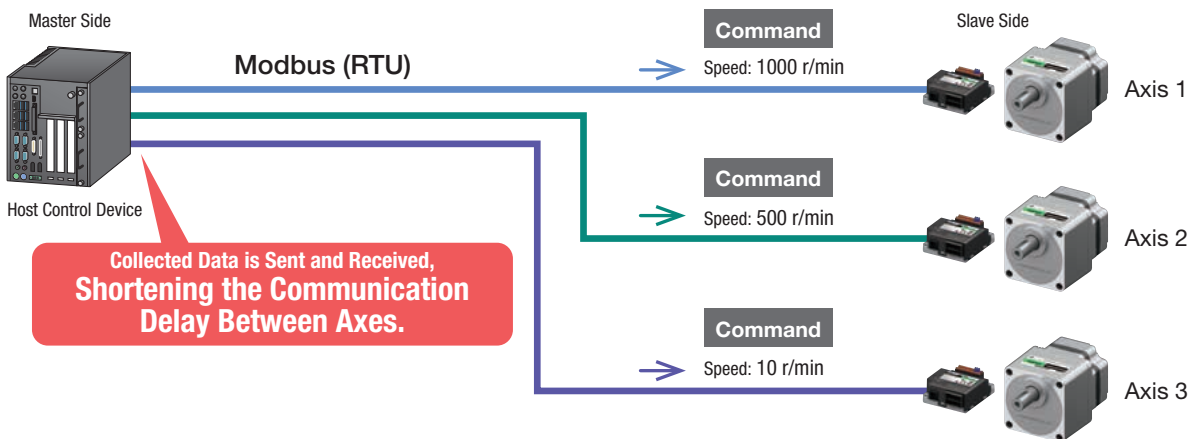 Master Side
Slave Side
Command
Modbus (RTU)
Speed: 1000 r/min
Axis 1
Command
Host Control Device
Speed: 500 r/min
Axis 2
Collected Data is Sent and Received,
Shortening the Communication
Delay Between Axes.
Command
Speed: 10 r/min
Axis 3